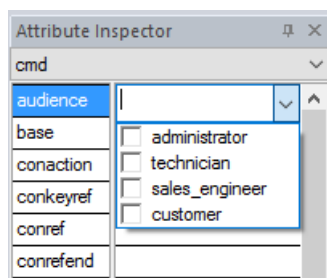 Attribute Inspector
cmd
audience
base
administrator
conaction
technician
conkeyref
sales_engineer
conref
customer
conrefend